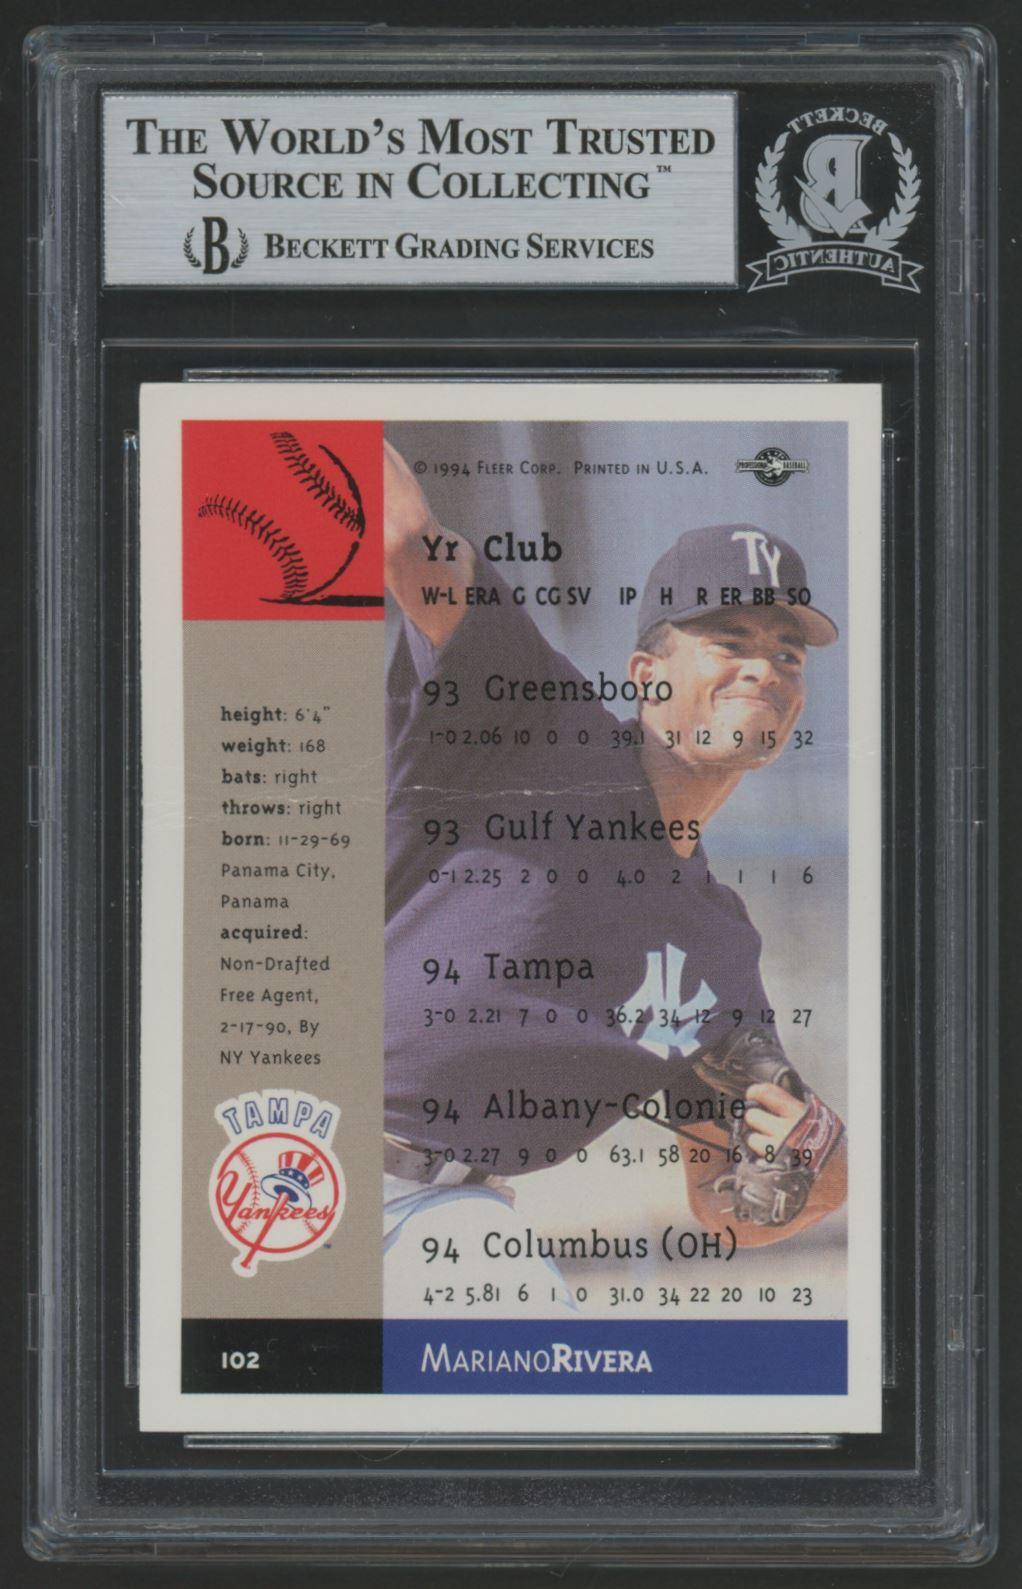 THE WORLD'S MOST TRUSTED
SOURCE IN COLLECTING™
B BECKETT GRADING SERVICES
BECKETT
B
AUTHENTIC
© 1994 FLEER CORP. PRINTED IN U.S.A.
PROFESSIONAL BASEBALL
TY
Yr Club
W-L ERA G CG SV IP H R ER BB SO
93 Greensboro
1-0 2.06 10 0 0 39.1 31 12 9 15 32
93 Gulf Yankees
0-1 2.25 2 0 0 4.0 2 1 1 1 6
94 Tampa
3-0 2.21 7 0 0 36.2 34 12 9 12 27
94 Albany-Colonie
3-0 2.27 9 0 0 63.1 58 20 16 8 39
94 Columbus (OH)
4-2 5.81 6 1 0 31.0 34 22 20 10 23
height: 6'4"
weight: 168
bats: right
throws: right
born: 11-29-69
Panama City,
Panama
acquired:
Non-Drafted
Free Agent,
2-17-90, By
NY Yankees
TAMPA
Yankees
NY
102
MARIANO RIVERA